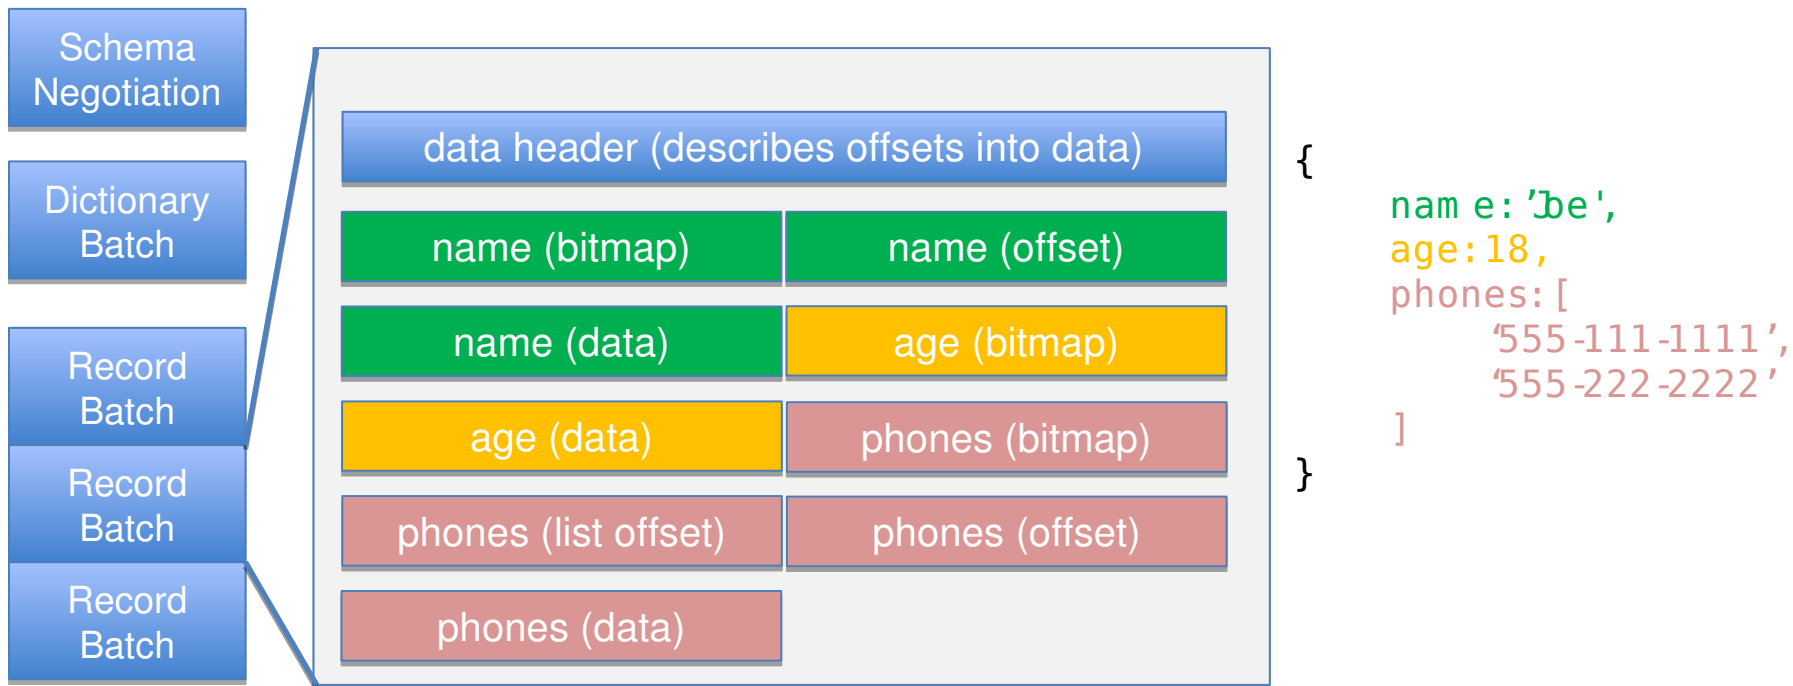 Schema
Negotiation
Dictionary
Batch
Record
Batch
Record
Batch
Record
Batch
data header (describes offsets into data)
name (bitmap)
name (offset)
name (data)
age (bitmap)
age (data)
phones (bitmap)
phones (list offset)
phones (offset)
phones (data)
{
name:’Joe',
age:18,
phones:[
‘555-111-1111’,
‘555-222-2222’
]
}